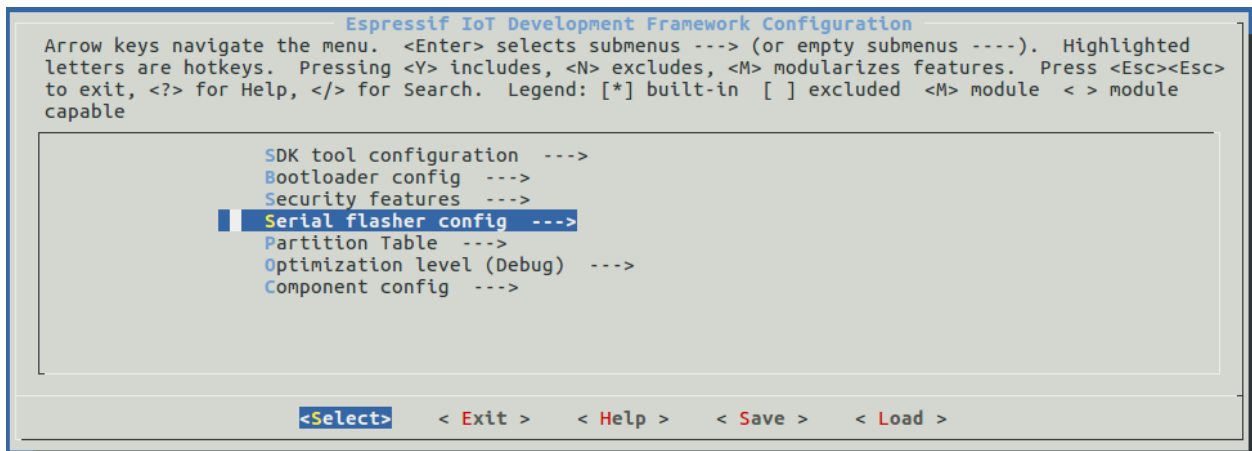 Espressif IoT Development Framework Configuration
Arrow keys navigate the menu.  <Enter> selects submenus ---> (or empty submenus ----).  Highlighted
letters are hotkeys.  Pressing <Y> includes, <N> excludes, <M> modularizes features.  Press <Esc><Esc>
to exit, <?> for Help, </> for Search.  Legend: [*] built-in  [ ] excluded  <M> module  < > module
capable
SDK tool configuration  --->
Bootloader config  --->
Security features  --->
Serial flasher config  --->
Partition Table  --->
Optimization level (Debug)  --->
Component config  --->
<Select>    < Exit >    < Help >    < Save >    < Load >